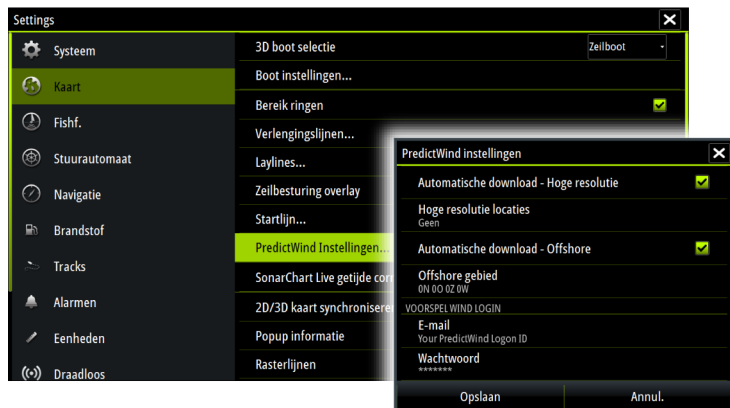 Settings
Systeem
Kaart
Fishf.
Stuurautomaat
Navigatie
Brandstof
Tracks
Alarmen
Eenheden
Draadloos
3D boot selectie
Zeilboot
Boot instellingen...
Bereik ringen
Verlengingslijnen...
Laylines...
Zeilbesturing overlay
Startlijn...
PredictWind Instellingen...
SonarChart Live getijde corr
2D/3D kaart synchronisere
Popup informatie
Rasterlijnen
PredictWind instellingen
Automatische download - Hoge resolutie
Hoge resolutie locaties
Geen
Automatische download - Offshore
Offshore gebied
0N 0O 0Z 0W
VOORSPEL WIND LOGIN
E-mail
Your PredictWind Logon ID
Wachtwoord
*******
Opslaan
Annul.